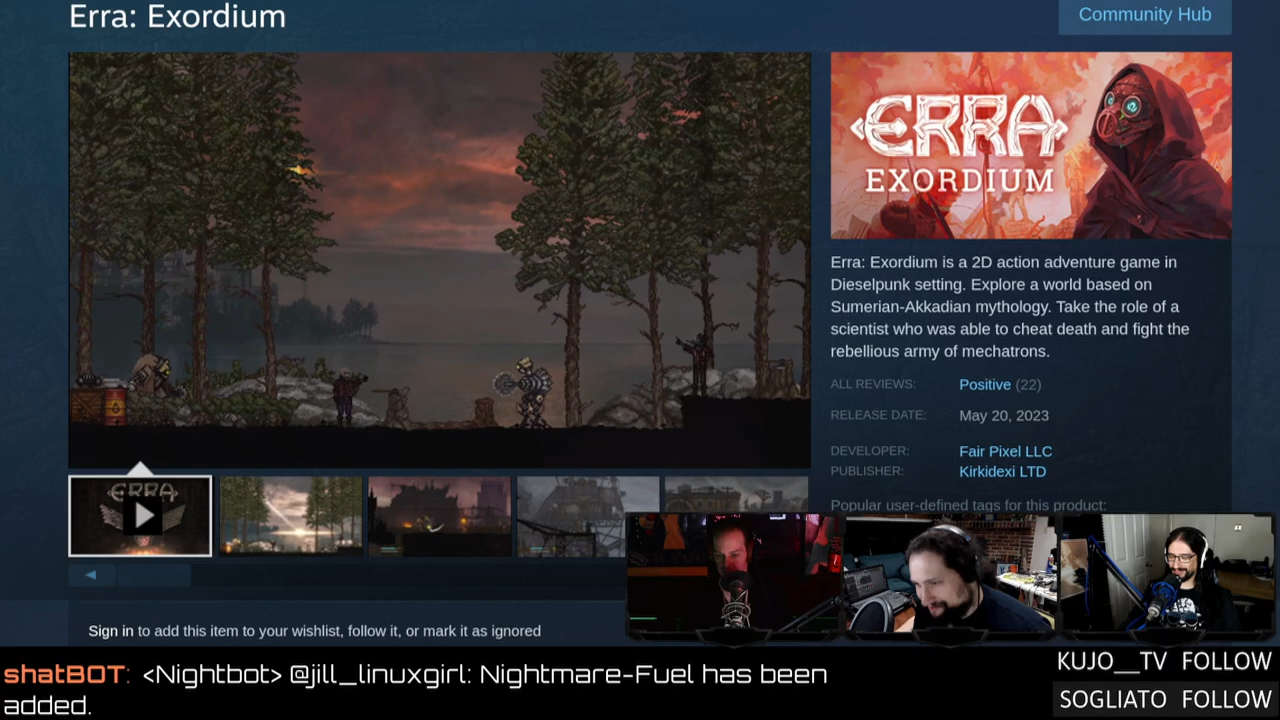 Erra: Exordium
Community Hub
ERRA
EXORDIUM
Erra: Exordium is a 2D action adventure game in
Dieselpunk setting. Explore a world based on
Sumerian-Akkadian mythology. Take the role of a
scientist who was able to cheat death and fight the
rebellious army of mechatrons.
ALL REVIEWS: Positive (22)
RELEASE DATE: May 20, 2023
DEVELOPER: Fair Pixel LLC
PUBLISHER: Kirkidexi LTD
Popular user-defined tags for this product:
ERRA
Sign in to add this item to your wishlist, follow it, or mark it as ignored
shatBOT: <Nightbot> @jill_linuxgirl: Nightmare-Fuel has been
added.
KUJO__TV FOLLOW
SOGLIATO FOLLOW